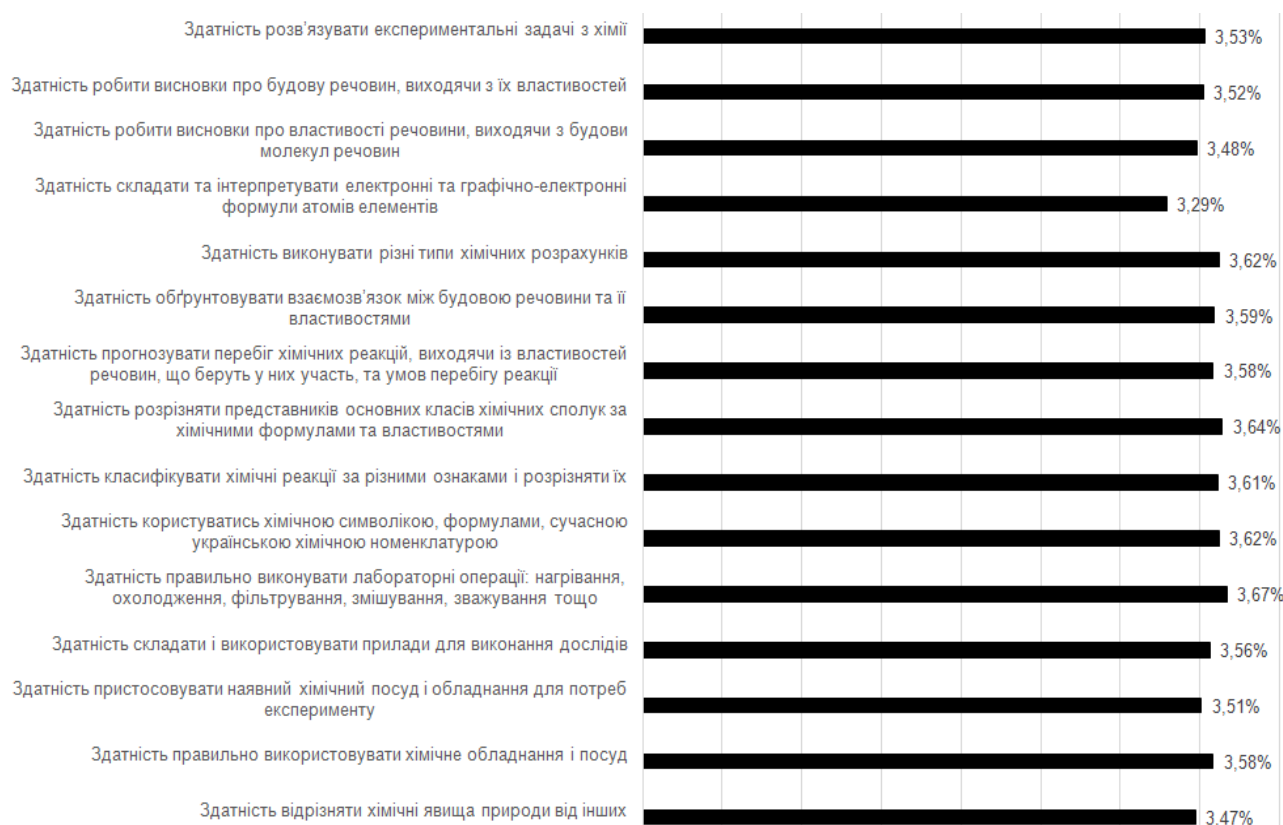 Здатність розв'язувати експериментальні задачі з хімії
3,53%
Здатність робити висновки про будову речовин, виходячи з їх властивостей
3,52%
Здатність робити висновки про властивості речовини, виходячи з будови
молекул речовин
3,48%
Здатність складати та інтерпретувати електронні та графічно-електронні
формули атомів елементів
3,29%
Здатність виконувати різні типи хімічних розрахунків
3,62%
Здатність обґрунтовувати взаємозв'язок між будовою речовини та її
властивостями
3,59%
Здатність прогнозувати перебіг хімічних реакцій, виходячи із властивостей
речовин, що беруть у них участь, та умов перебігу реакції
3,58%
Здатність розрізняти представників основних класів хімічних сполук за
хімічними формулами та властивостями
3,64%
Здатність класифікувати хімічні реакції за різними ознаками і розрізняти їх
3,61%
Здатність користуватись хімічною символікою, формулами, сучасною
українською хімічною номенклатурою
3,62%
Здатність правильно виконувати лабораторні операції: нагрівання,
охолодження, фільтрування, змішування, зважування тощо
3,67%
Здатність складати і використовувати прилади для виконання дослідів
3,56%
Здатність пристосовувати наявний хімічний посуд і обладнання для потреб
експерименту
3,51%
Здатність правильно використовувати хімічне обладнання і посуд
3,58%
Здатність відрізняти хімічні явища природи від інших
3,47%